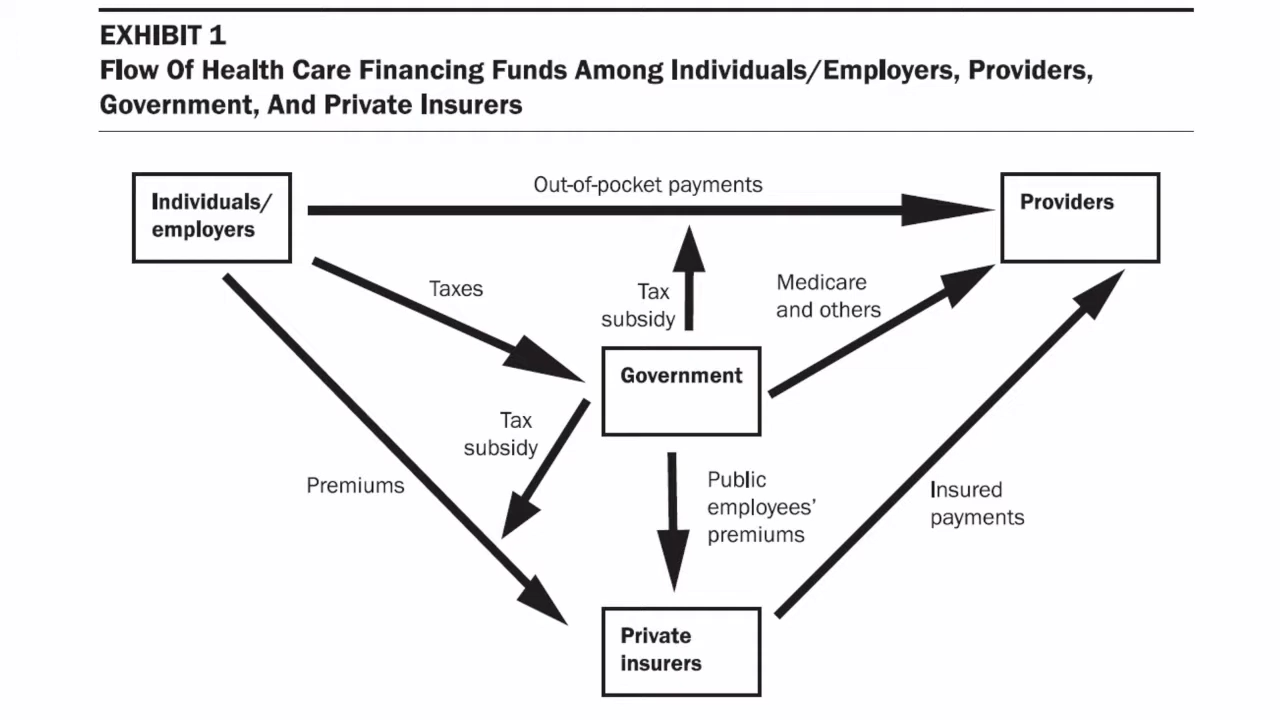 EXHIBIT 1
Flow Of Health Care Financing Funds Among Individuals/Employers, Providers,
Government, And Private Insurers
Out-of-pocket payments
Individuals/
employers
Providers
Taxes
Tax
subsidy
Medicare
and others
Government
Tax
subsidy
Premiums
Public
employees’
premiums
Insured
payments
Private
insurers